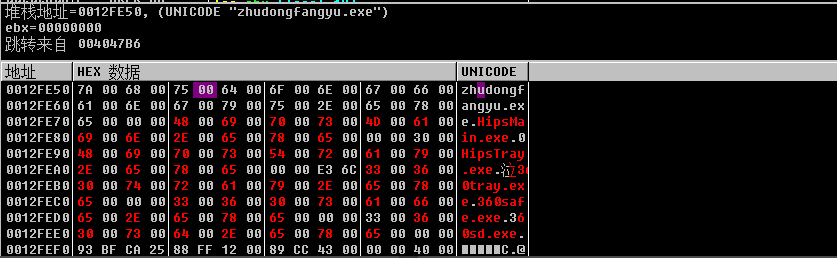 堆栈地址=0012FE50, (UNICODE "zhudongfangyu.exe")
ebx=00000000
跳转来自 004047B6
地址 HEX 数据 UNICODE
0012FE50 7A 00 68 00 75 00 64 00 6F 00 6E 00 67 00 66 00 zhudongf
0012FE60 61 00 6E 00 67 00 79 00 75 00 2E 00 65 00 78 00 angyu.ex
0012FE70 65 00 00 00 48 00 69 00 70 00 73 00 4D 00 61 00 e.HipsMa
0012FE80 69 00 6E 00 2E 00 65 00 78 00 65 00 00 00 30 00 in.exe.0
0012FE90 48 00 69 00 70 00 73 00 54 00 72 00 61 00 79 00 HipsTray
0012FEA0 2E 00 65 00 78 00 65 00 00 00 E3 6C 33 00 36 00 .exe.泣36
0012FEB0 30 00 74 00 72 00 61 00 79 00 2E 00 65 00 78 00 0tray.ex
0012FEC0 65 00 00 00 33 00 36 00 30 00 73 00 61 00 66 00 e.360saf
0012FED0 65 00 2E 00 65 00 78 00 65 00 00 00 33 00 36 00 e.exe.36
0012FEE0 30 00 73 00 64 00 2E 00 65 00 78 00 65 00 00 00 0sd.exe.
0012FEF0 93 BF CA 25 88 FF 12 00 89 CC 43 00 00 00 40 00 C.@